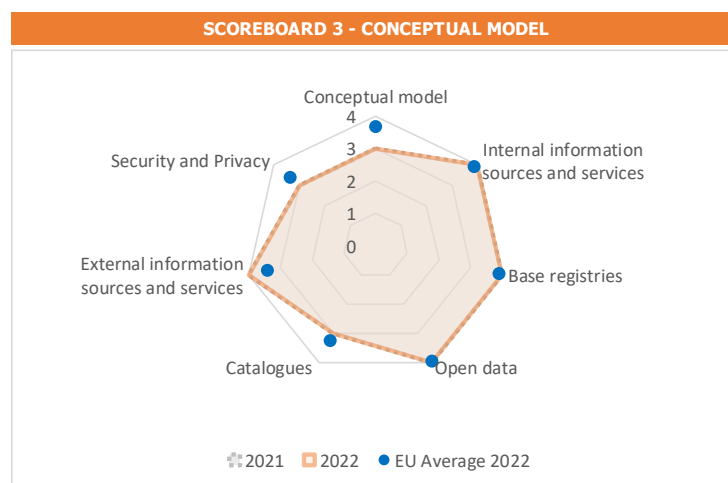 SCOREBOARD 3 - CONCEPTUAL MODEL
Conceptual model
4
3
2
1
0
Internal information
sources and services
Base registries
Open data
Catalogues
External information
sources and services
Security and Privacy
2021
2022
EU Average 2022